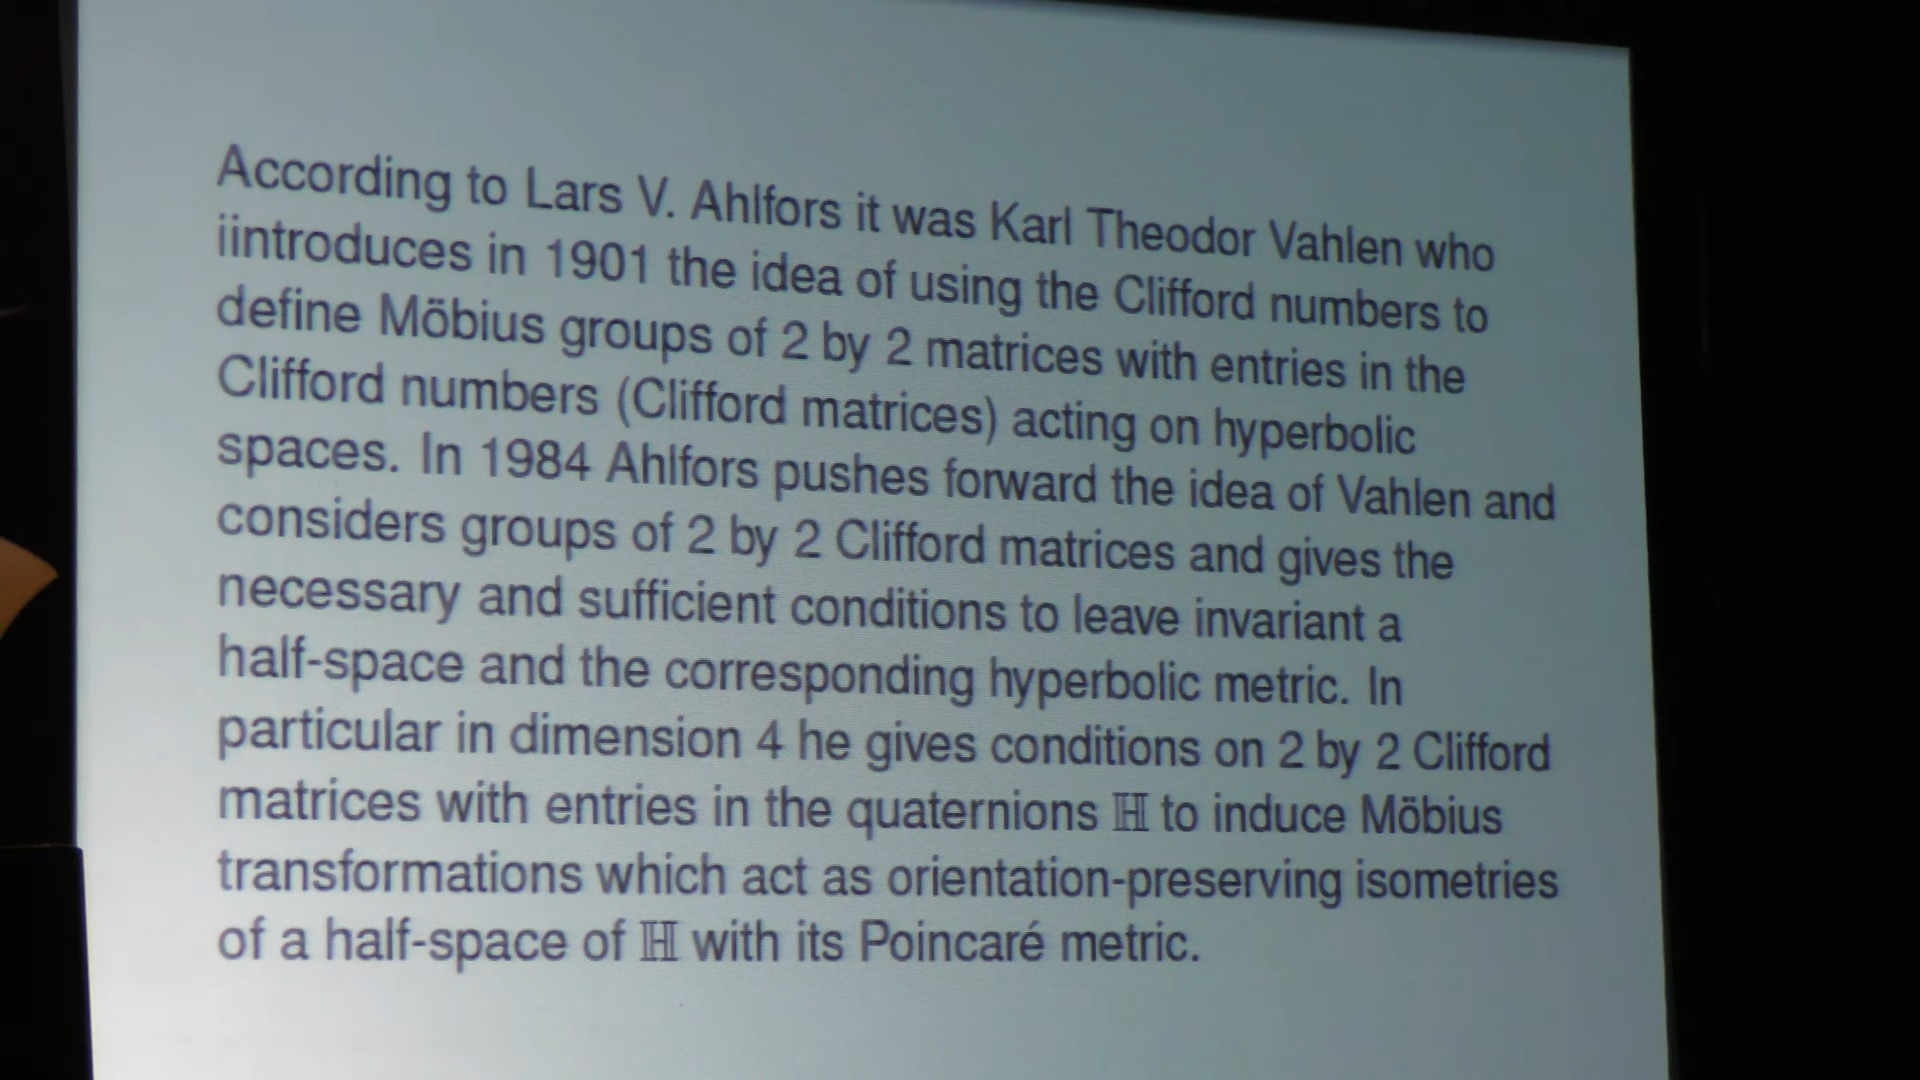 According to Lars V. Ahlfors it was Karl Theodor Vahlen who
iintroduces in 1901 the idea of using the Clifford numbers to
define Möbius groups of 2 by 2 matrices with entries in the
Clifford numbers (Clifford matrices) acting on hyperbolic
spaces. In 1984 Ahlfors pushes forward the idea of Vahlen and
considers groups of 2 by 2 Clifford matrices and gives the
necessary and sufficient conditions to leave invariant a
half-space and the corresponding hyperbolic metric. In
particular in dimension 4 he gives conditions on 2 by 2 Clifford
matrices with entries in the quaternions ℍ to induce Möbius
transformations which act as orientation-preserving isometries
of a half-space of ℍ with its Poincaré metric.